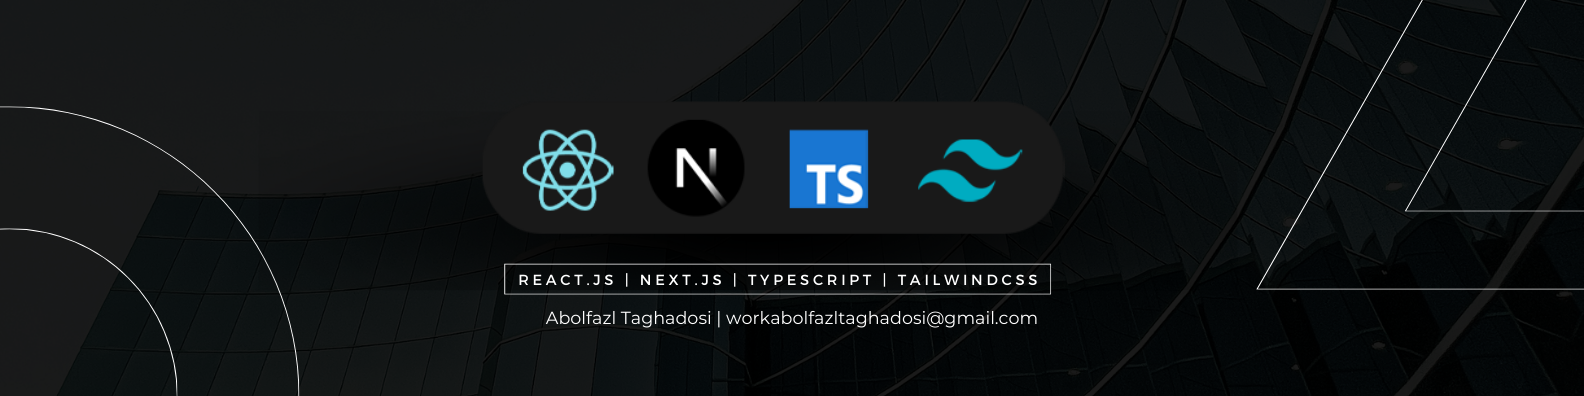 N
TS
REACT.JS | NEXT.JS | TYPESCRIPT | TAILWINDCSS
Abolfazl Taghadosi | workabolfazltaghadosi@gmail.com